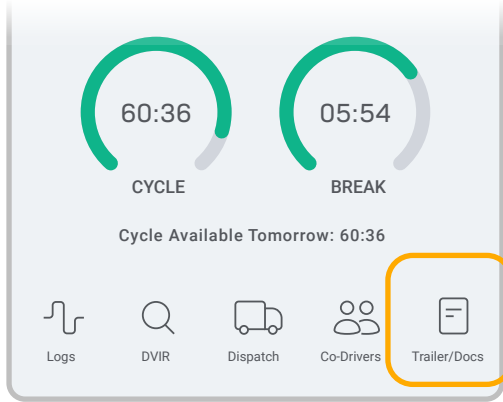 60:36
05:54
CYCLE
BREAK
Cycle Available Tomorrow: 60:36
Logs
DVIR
Dispatch
Co-Drivers
Trailer/Docs